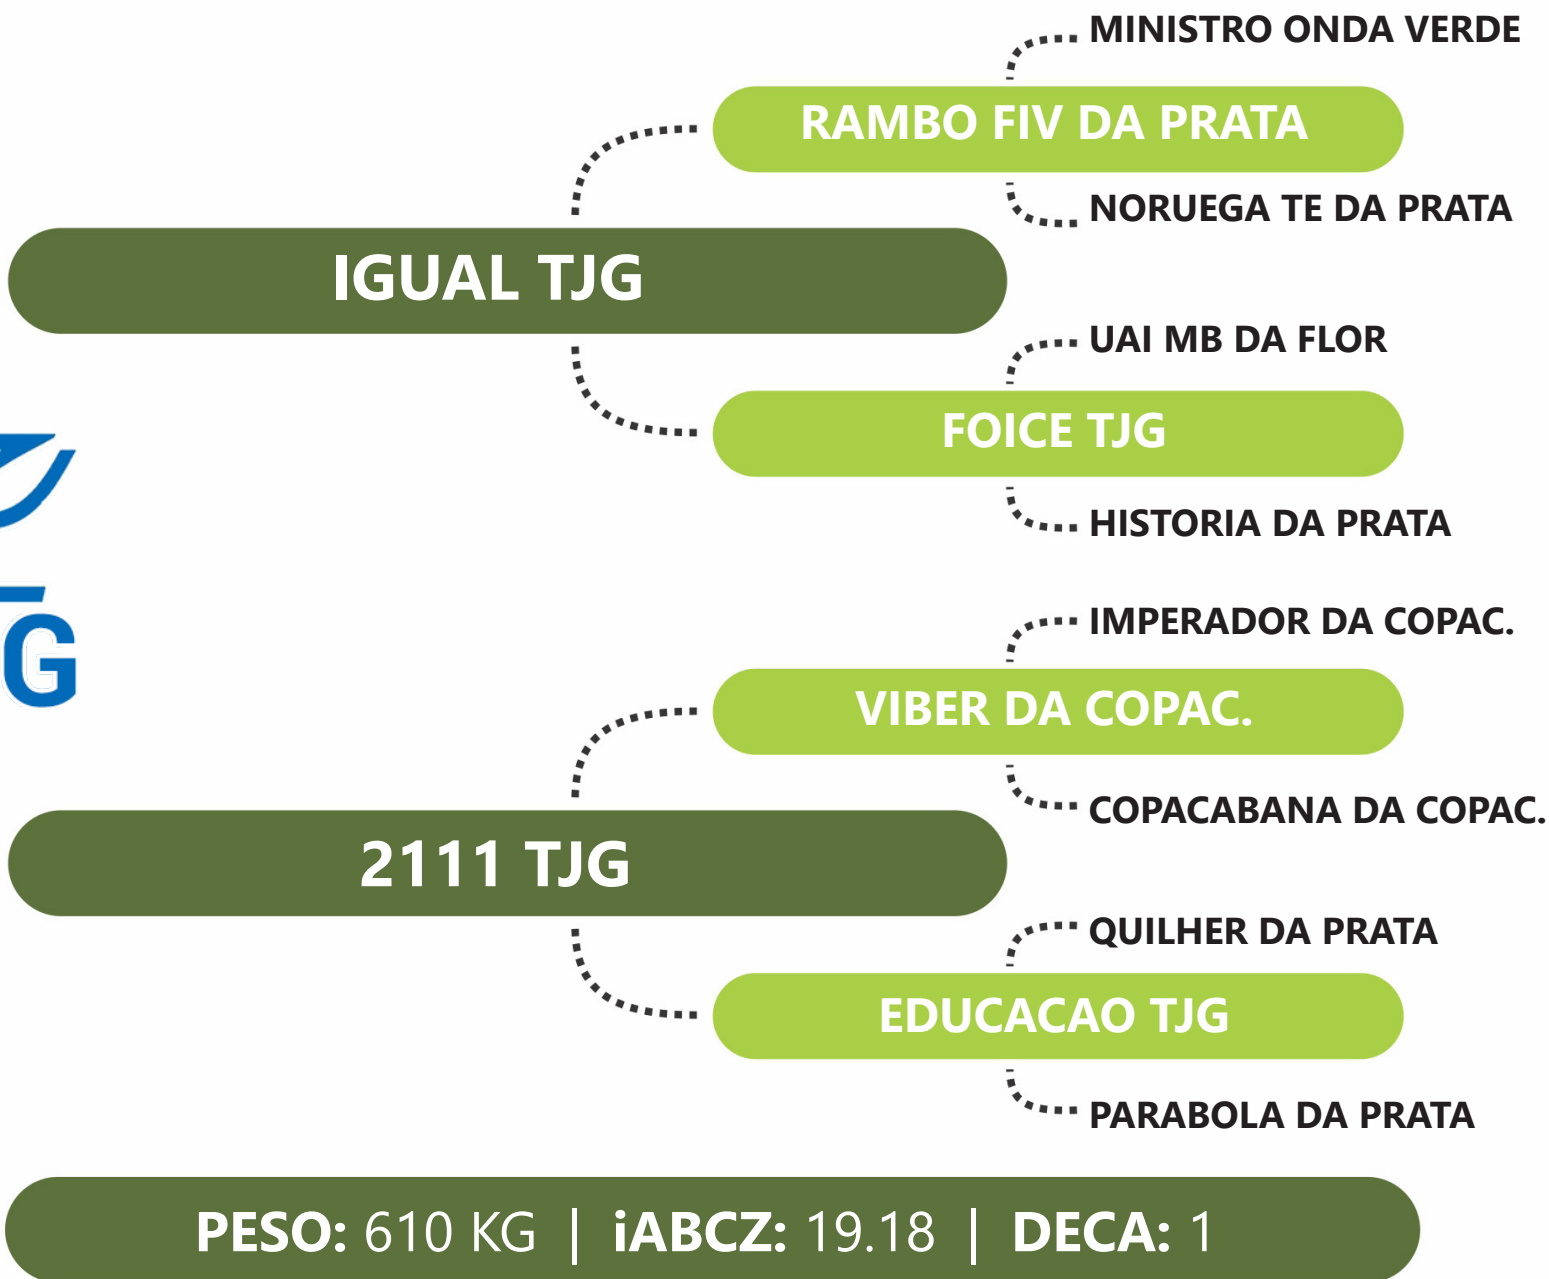 MINISTRO ONDA VERDE
RAMBO FIV DA PRATA
NORUEGA TE DA PRATA
IGUAL TJG
UAI MB DA FLOR
FOICE TJG
HISTORIA DA PRATA
G
IMPERADOR DA COPAC.
VIBER DA COPAC.
COPACABANA DA COPAC.
2111 TJG
QUILHER DA PRATA
EDUCACAO TJG
PARABOLA DA PRATA
PESO: 610 KG | iABCZ: 19.18 | DECA: 1